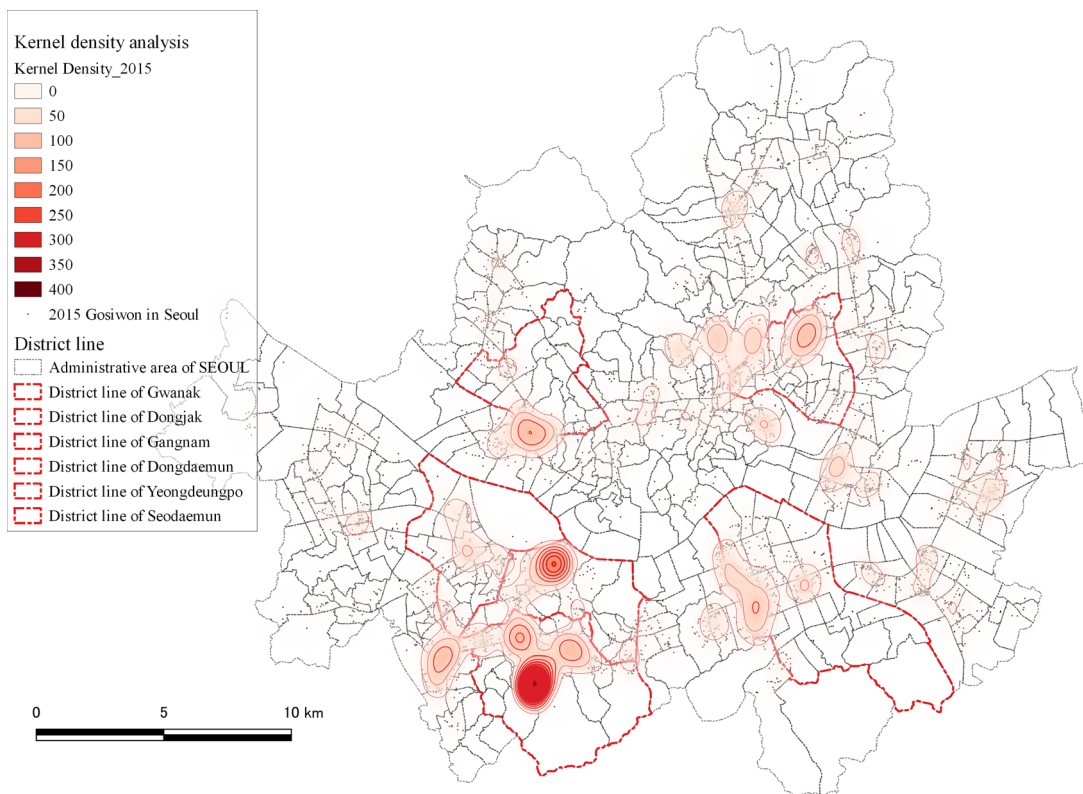 Kernel density analysis
Kernel Density_2015
0
50
100
150
200
250
300
350
400
2015 Gosiwon in Seoul
District line
Administrative area of SEOUL
District line of Gwanak
District line of Dongjak
District line of Gangnam
District line of Dongdaemun
District line of Yeongdeungpo
District line of Seodaemun
0 5 10 km